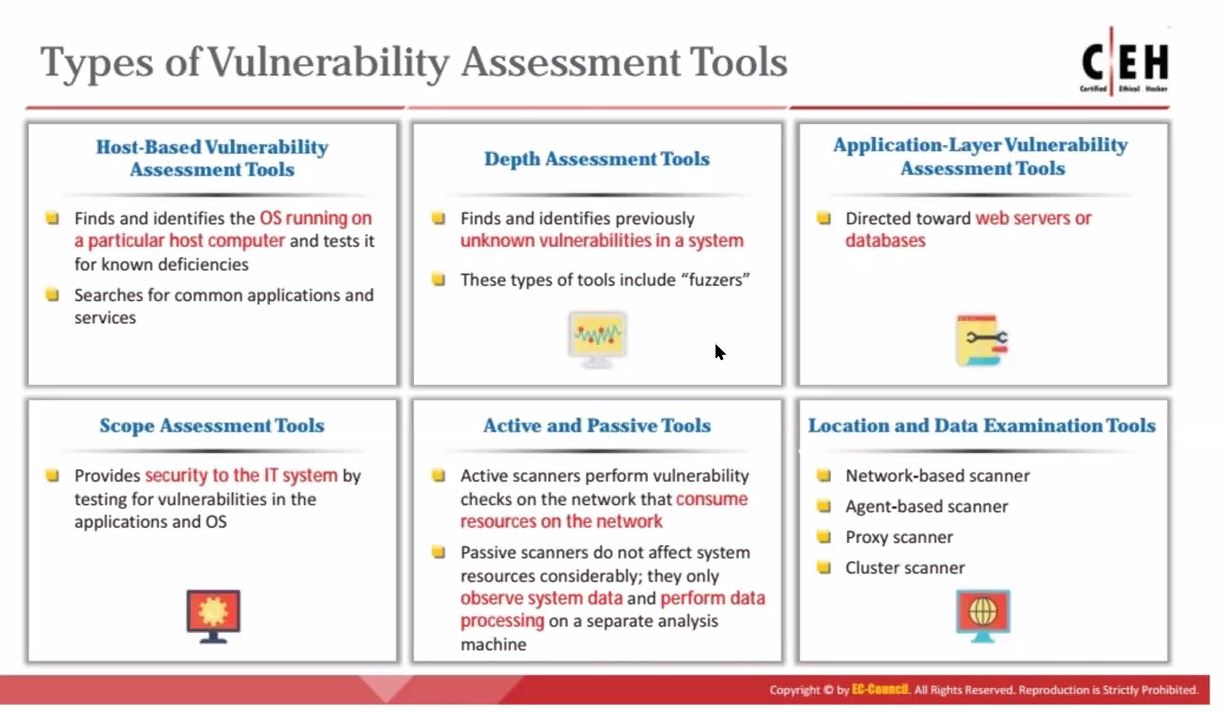 Types of Vulnerability Assessment Tools
C|EH
Certified Ethical Hacker
Host-Based Vulnerability
Assessment Tools
Finds and identifies the OS running on
a particular host computer and tests it
for known deficiencies
Searches for common applications and
services
Depth Assessment Tools
Finds and identifies previously
unknown vulnerabilities in a system
These types of tools include “fuzzers”
Application-Layer Vulnerability
Assessment Tools
Directed toward web servers or
databases
Scope Assessment Tools
Provides security to the IT system by
testing for vulnerabilities in the
applications and OS
Active and Passive Tools
Active scanners perform vulnerability
checks on the network that consume
resources on the network
Passive scanners do not affect system
resources considerably; they only
observe system data and perform data
processing on a separate analysis
machine
Location and Data Examination Tools
Network-based scanner
Agent-based scanner
Proxy scanner
Cluster scanner
Copyright © by EC-Council. All Rights Reserved. Reproduction is Strictly Prohibited.